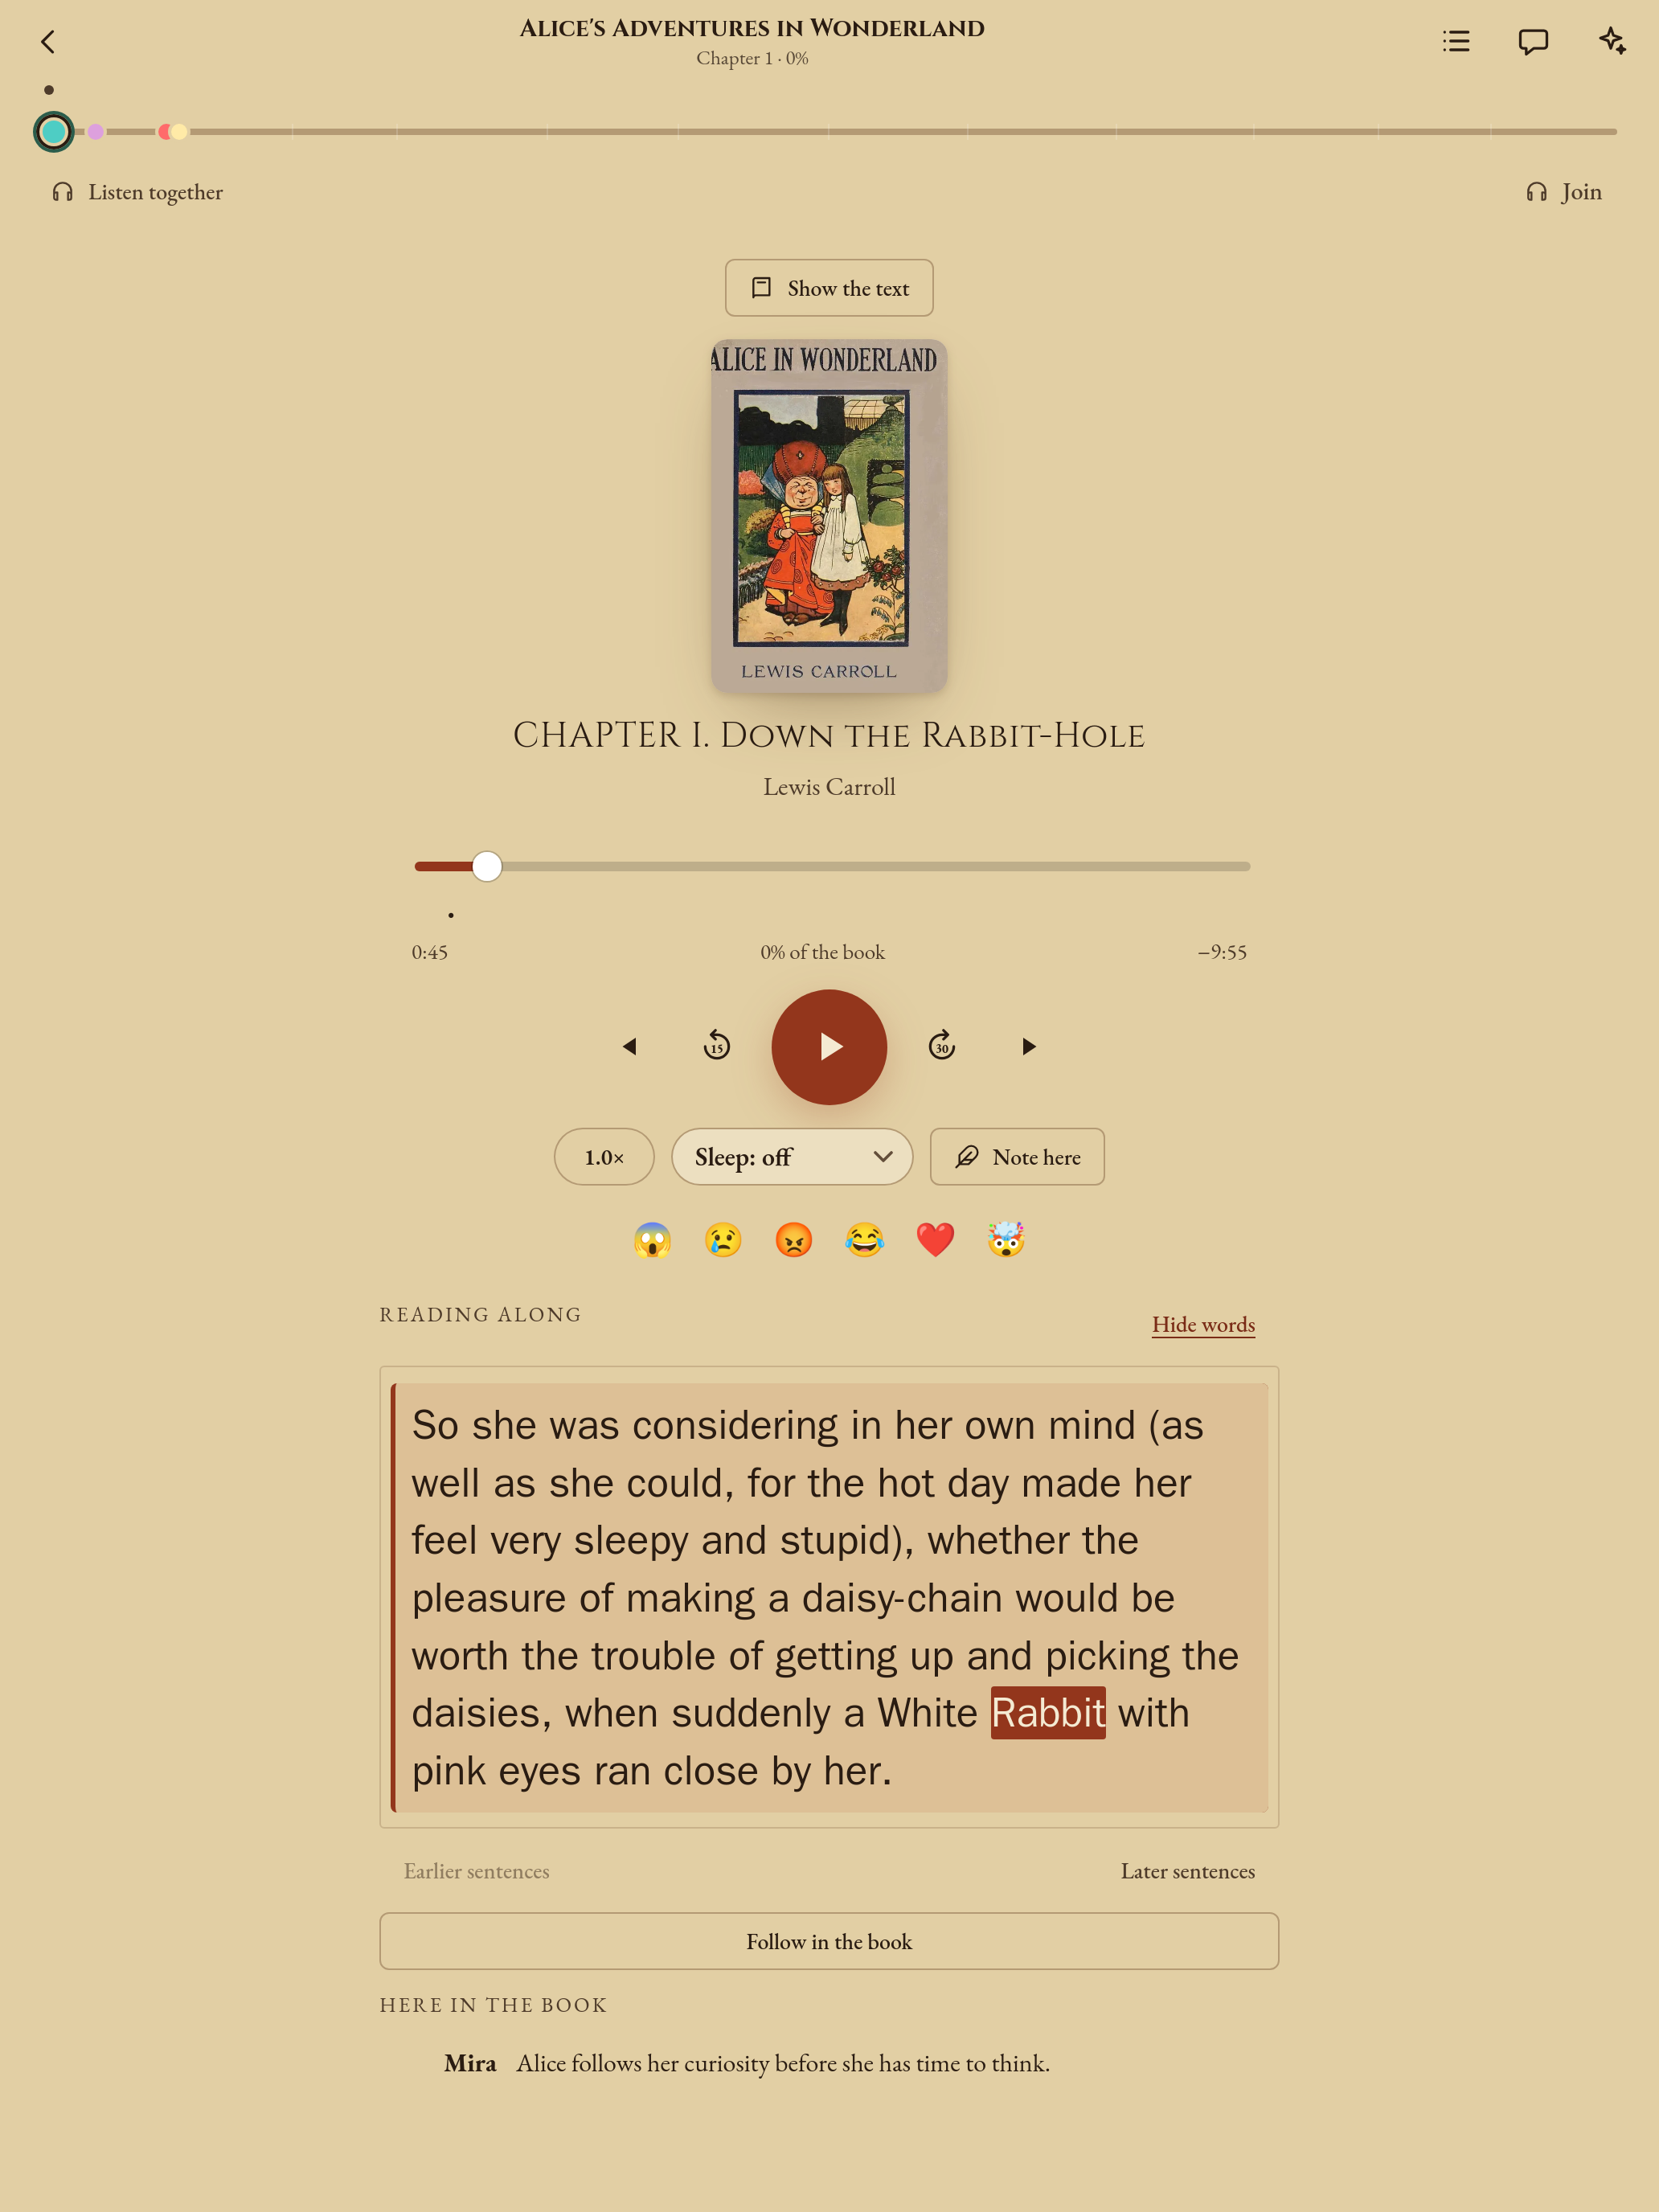 Alice's Adventures in Wonderland
Chapter 1 · 0%
Listen together
Join
Show the text
ALICE IN WONDERLAND
LEWIS CARROLL
CHAPTER I. Down the Rabbit-Hole
Lewis Carroll
0:45
0% of the book
−9:55
15
30
1.0×
Sleep: off
Note here
READING ALONG
Hide words
So she was considering in her own mind (as
well as she could, for the hot day made her
feel very sleepy and stupid), whether the
pleasure of making a daisy-chain would be
worth the trouble of getting up and picking the
daisies, when suddenly a White Rabbit with
pink eyes ran close by her.
Earlier sentences
Later sentences
Follow in the book
HERE IN THE BOOK
Mira Alice follows her curiosity before she has time to think.